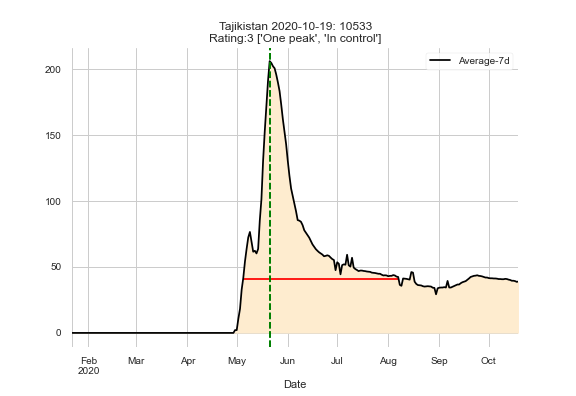 Tajikistan 2020-10-19: 10533
Rating:3 ['One peak', 'In control']
Average-7d
200
150
100
50
0
Feb Mar Apr May Jun Jul Aug Sep Oct
2020
Date